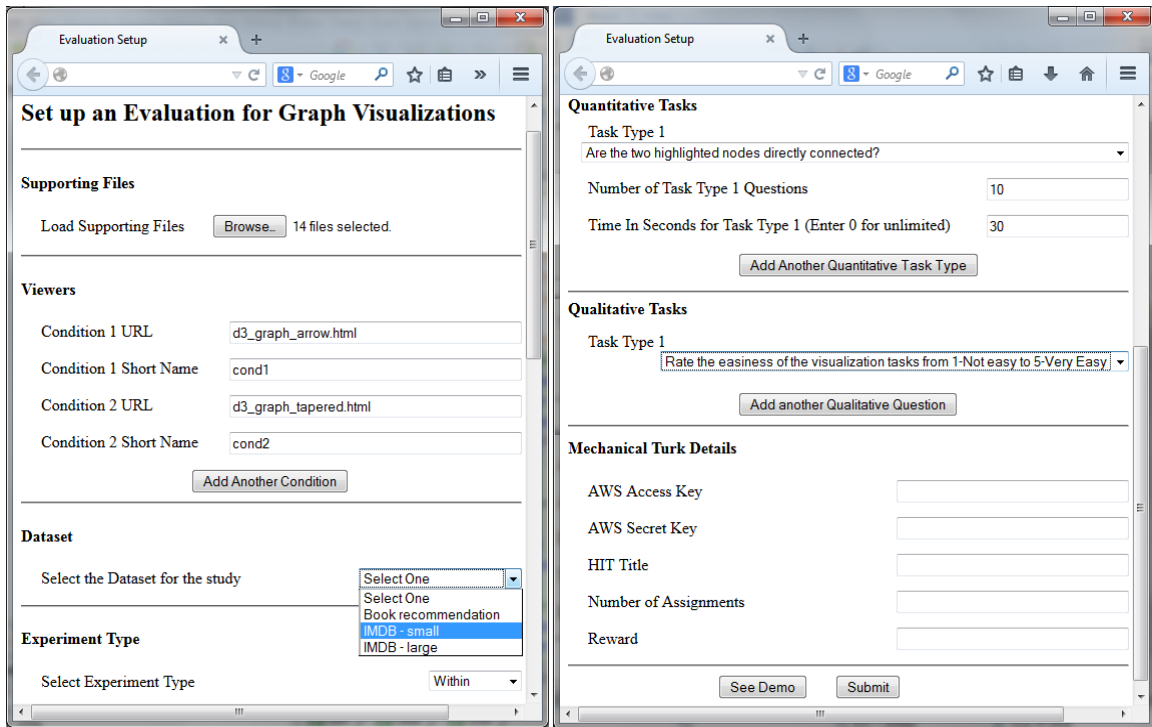 Evaluation Setup
Google
Set up an Evaluation for Graph Visualizations
Supporting Files
Load Supporting Files Browse... 14 files selected.
Viewers
Condition 1 URL d3_graph_arrow.html
Condition 1 Short Name cond1
Condition 2 URL d3_graph_tapered.html
Condition 2 Short Name cond2
Add Another Condition
Dataset
Select the Dataset for the study Select One
Select One
Book recommendation
IMDB - small
IMDB - large
Experiment Type
Select Experiment Type Within
Evaluation Setup
Google
Quantitative Tasks
Task Type 1
Are the two highlighted nodes directly connected?
Number of Task Type 1 Questions 10
Time In Seconds for Task Type 1 (Enter 0 for unlimited) 30
Add Another Quantitative Task Type
Qualitative Tasks
Task Type 1
Rate the easiness of the visualization tasks from 1-Not easy to 5-Very Easy
Add another Qualitative Question
Mechanical Turk Details
AWS Access Key
AWS Secret Key
HIT Title
Number of Assignments
Reward
See Demo Submit